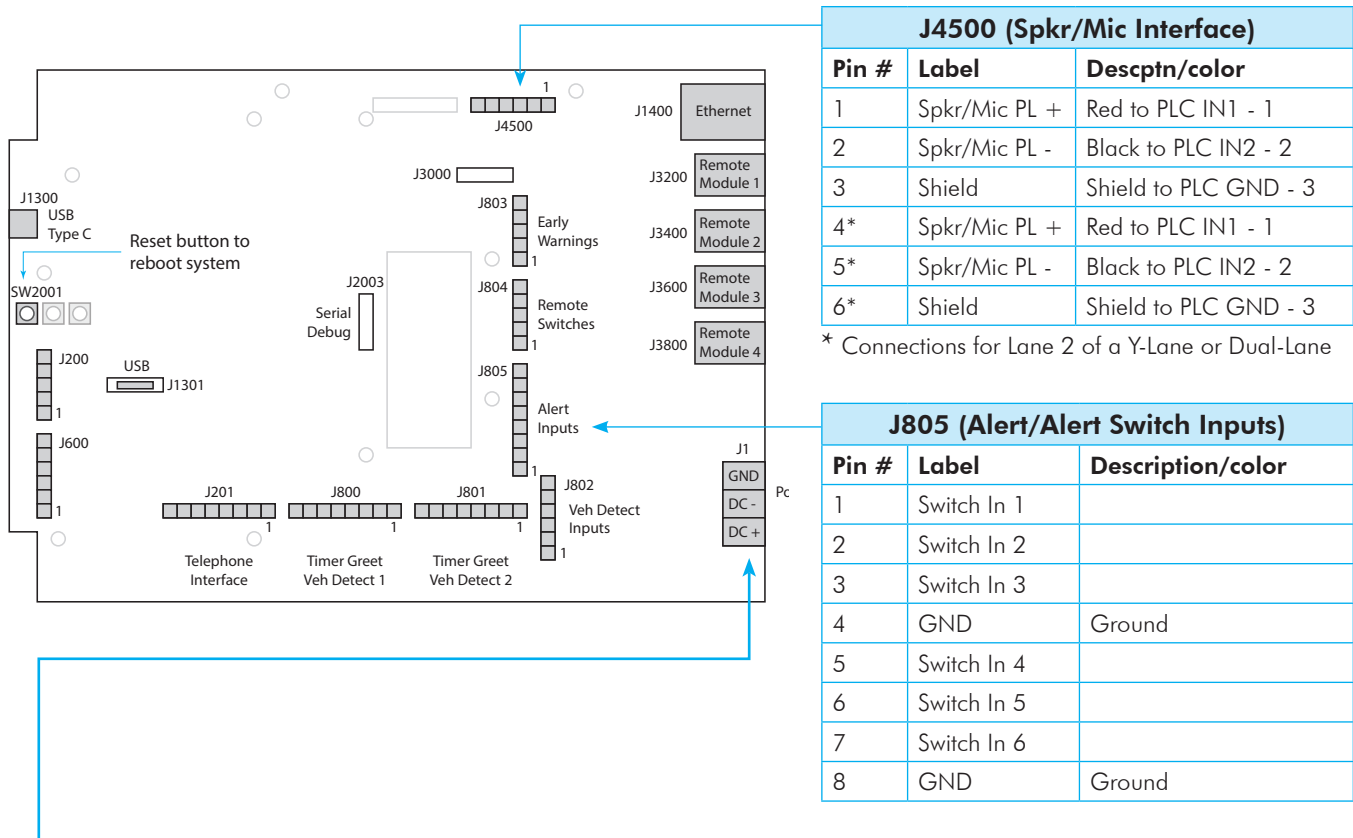 1
J4500
J1400
Ethernet
J3200
Remote
Module 1
J3400
Remote
Module 2
J3600
Remote
Module 3
J3800
Remote
Module 4
J3000
J1300
USB
Type C
Reset button to
reboot system
SW2001
J803
Early
Warnings
1
J2003
Serial
Debug
J804
Remote
Switches
1
J200
1
USB
J1301
J805
Alert
Inputs
1
J600
1
J201
1
Telephone
Interface
J800
1
Timer Greet
Veh Detect 1
J801
1
Timer Greet
Veh Detect 2
J802
Veh Detect
Inputs
1
J1
GND
DC -
DC +
J4500 (Spkr/Mic Interface)
Pin # Label Descptn/color
1 Spkr/Mic PL + Red to PLC IN1 - 1
2 Spkr/Mic PL - Black to PLC IN2 - 2
3 Shield Shield to PLC GND - 3
4* Spkr/Mic PL + Red to PLC IN1 - 1
5* Spkr/Mic PL - Black to PLC IN2 - 2
6* Shield Shield to PLC GND - 3
* Connections for Lane 2 of a Y-Lane or Dual-Lane
J805 (Alert/Alert Switch Inputs)
Pin # Label Description/color
1 Switch In 1
2 Switch In 2
3 Switch In 3
4 GND Ground
5 Switch In 4
6 Switch In 5
7 Switch In 6
8 GND Ground